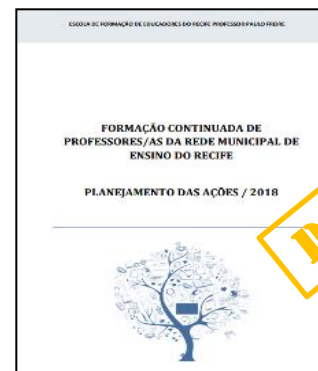 ESCOLA DE FORMAÇÃO DE EDUCADORES DO RECIFE PROFESSOR PAULO FREIRE
FORMAÇÃO CONTINUADA DE
PROFESSORES/AS DA REDE MUNICIPAL DE
ENSINO DO RECIFE
PLANEJAMENTO DAS AÇÕES / 2018